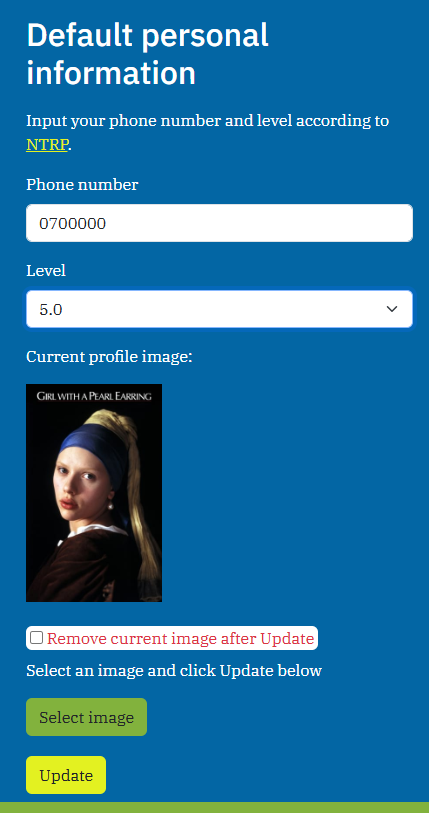 Default personal
information
Input your phone number and level according to
NTRP.
Phone number
0700000
Level
5.0
Current profile image:
GIRL WITH A PEARL EARRING
Remove current image after Update
Select an image and click Update below
Select image
Update